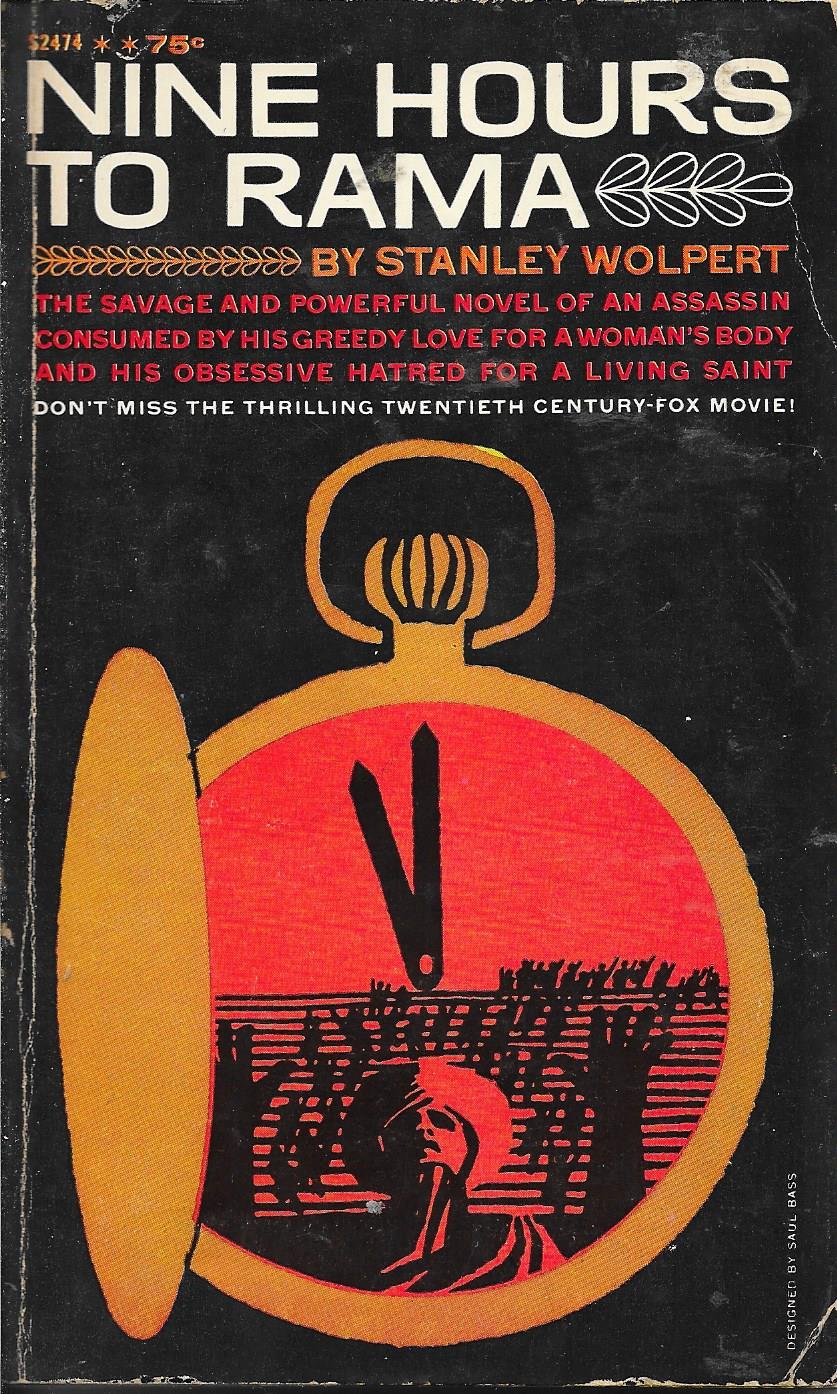 S2474 ** 75c
NINE HOURS
TO RAMA
BY STANLEY WOLPERT
THE SAVAGE AND POWERFUL NOVEL OF AN ASSASSIN
CONSUMED BY HIS GREEDY LOVE FOR A WOMAN'S BODY
AND HIS OBSESSIVE HATRED FOR A LIVING SAINT
DON'T MISS THE THRILLING TWENTIETH CENTURY-FOX MOVIE!
DESIGNED BY SAUL BASS